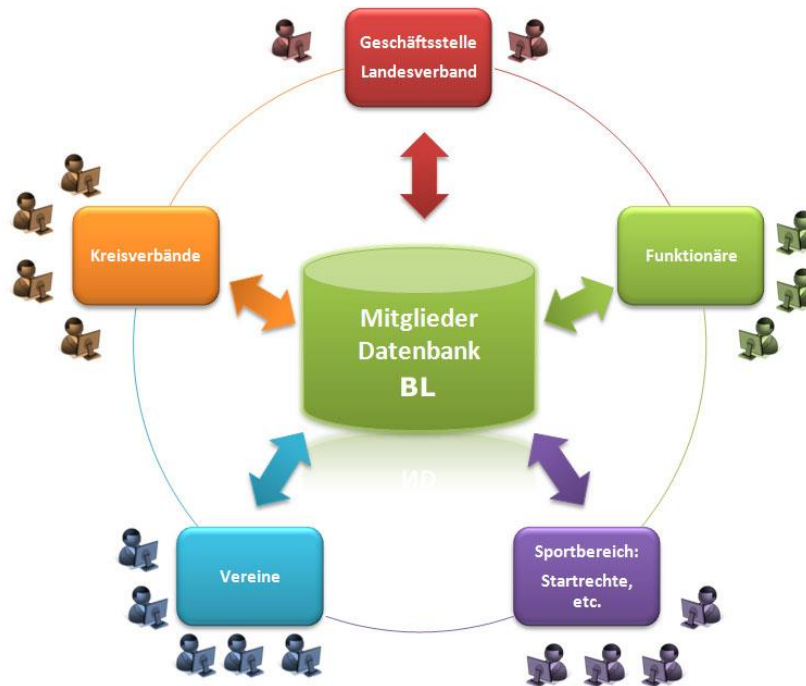 Geschäftsstelle
Landesverband
Kreisverbände
Funktionäre
Mitglieder
Datenbank
BL
Vereine
Sportbereich:
Startrechte,
etc.